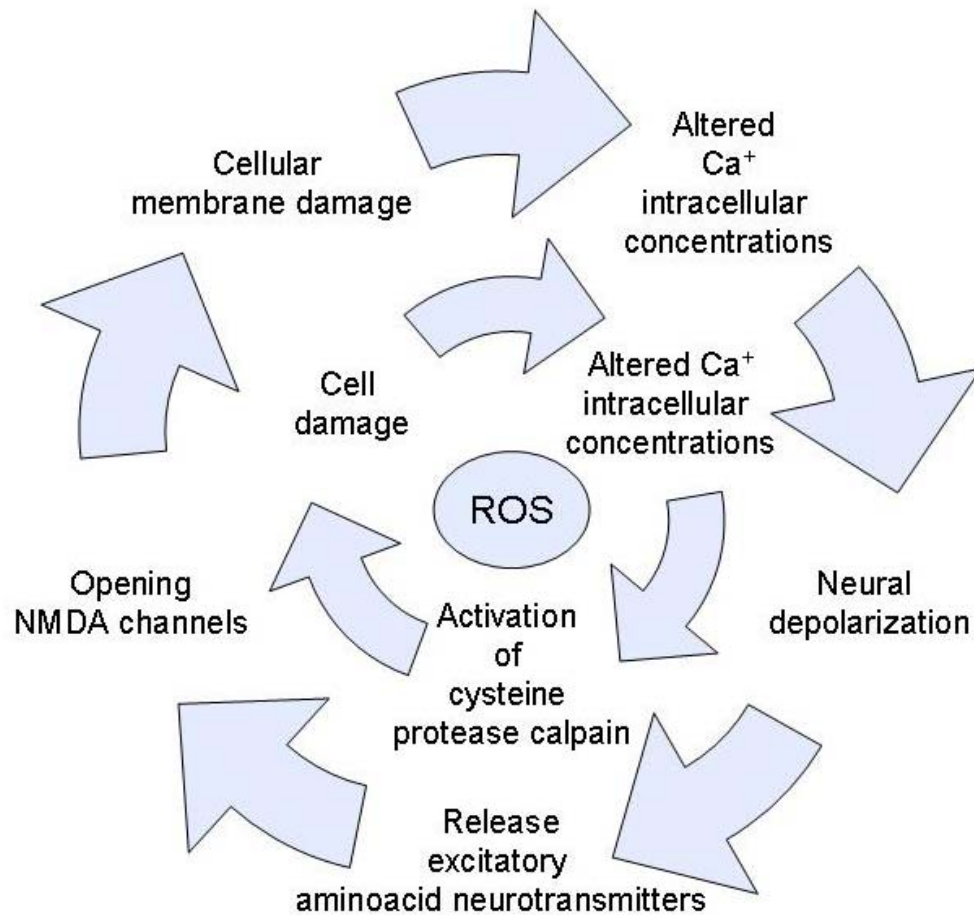 Cellular
membrane damage
Altered
Ca⁺
intracellular
concentrations
Cell
damage
Altered Ca⁺
intracellular
concentrations
ROS
Opening
NMDA channels
Activation
of
cysteine
protease calpain
Neural
depolarization
Release
excitatory
aminoacid neurotransmitters